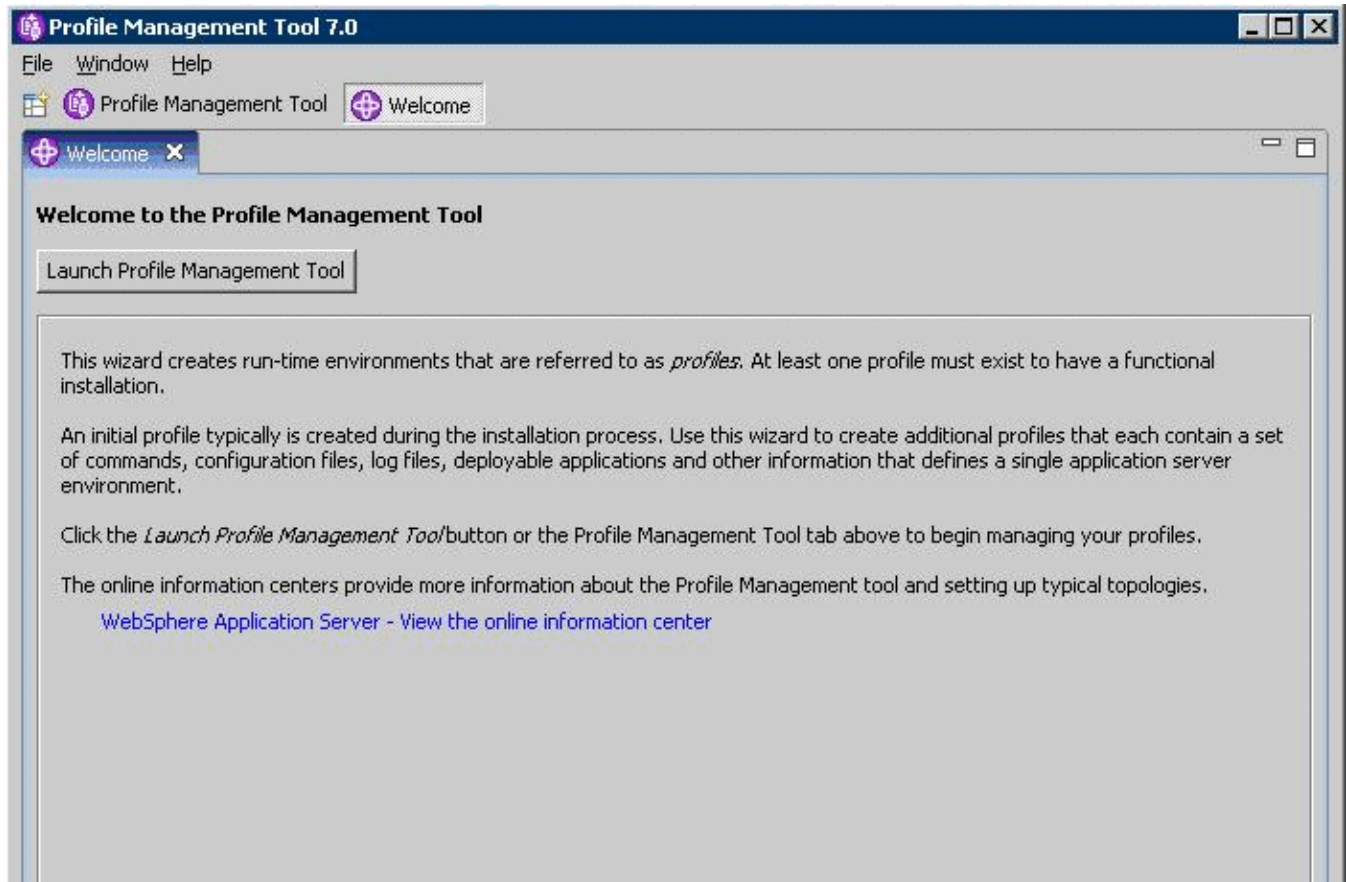 Profile Management Tool 7.0
File Window Help
Profile Management Tool Welcome
Welcome
Welcome to the Profile Management Tool
Launch Profile Management Tool
This wizard creates run-time environments that are referred to as profiles. At least one profile must exist to have a functional
installation.
An initial profile typically is created during the installation process. Use this wizard to create additional profiles that each contain a set
of commands, configuration files, log files, deployable applications and other information that defines a single application server
environment.
Click the Launch Profile Management Tool button or the Profile Management Tool tab above to begin managing your profiles.
The online information centers provide more information about the Profile Management tool and setting up typical topologies.
WebSphere Application Server - View the online information center